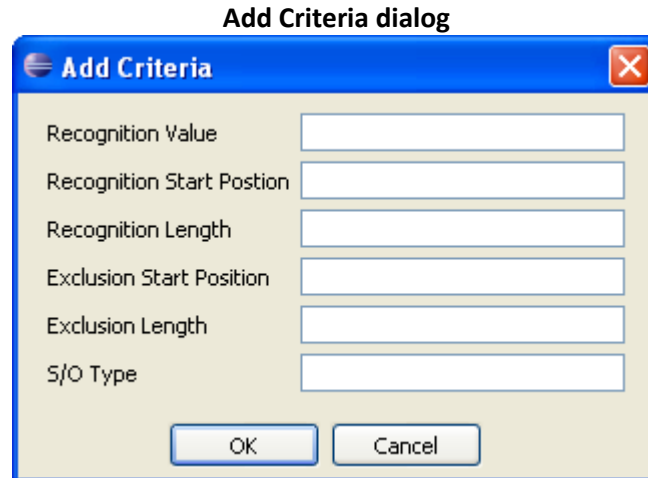 Add Criteria dialog
Add Criteria
Recognition Value
Recognition Start Postion
Recognition Length
Exclusion Start Position
Exclusion Length
S/O Type
OK Cancel